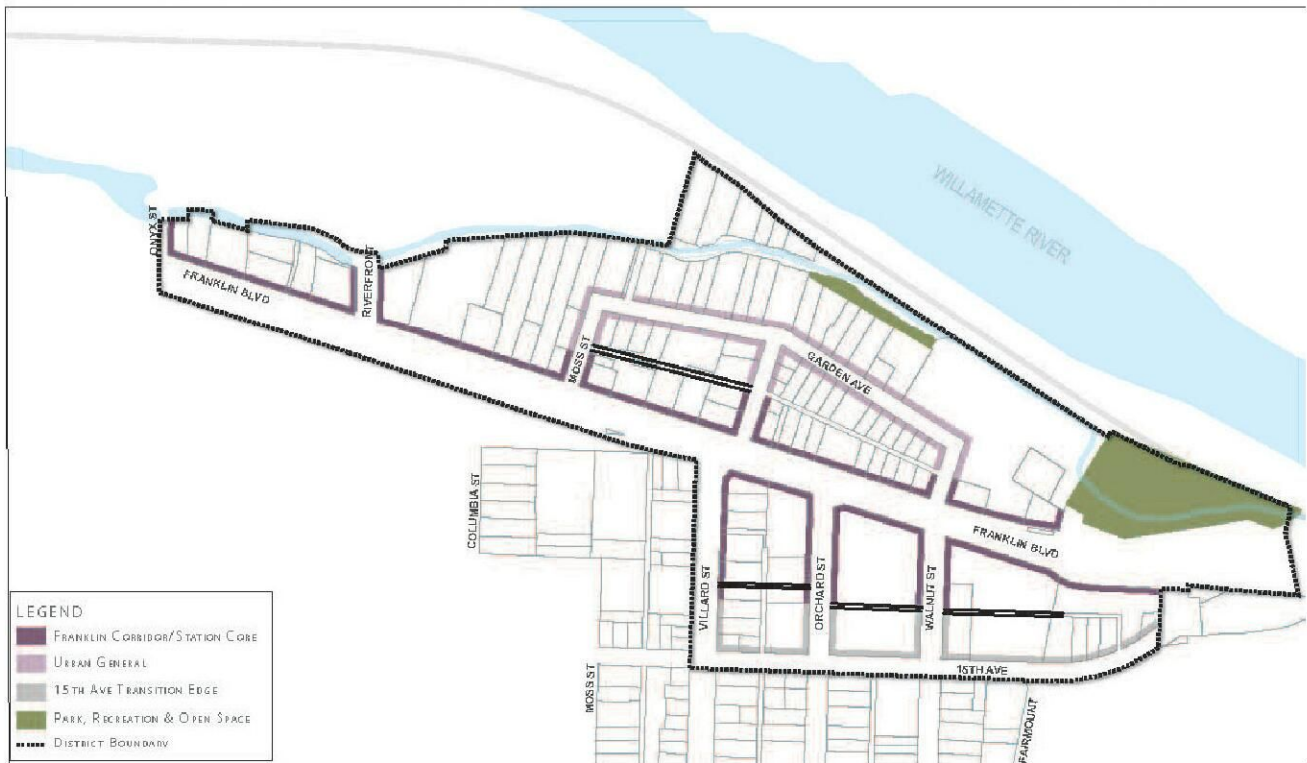 WILLAMETTE RIVER
ONYX ST
FRANKLIN BLVD
RIVERFRONT
MOSS ST
GARDEN AVE
COLUMBIA ST
FRANKLIN BLVD
VILLARD ST
ORCHARD ST
WALNUT ST
15TH AVE
MOSS ST
FAIRMOUNT
LEGEND
FRANKLIN CORRIDOR/STATION CORE
URBAN GENERAL
15TH AVE TRANSITION EDGE
PARK, RECREATION & OPEN SPACE
DISTRICT BOUNDARY